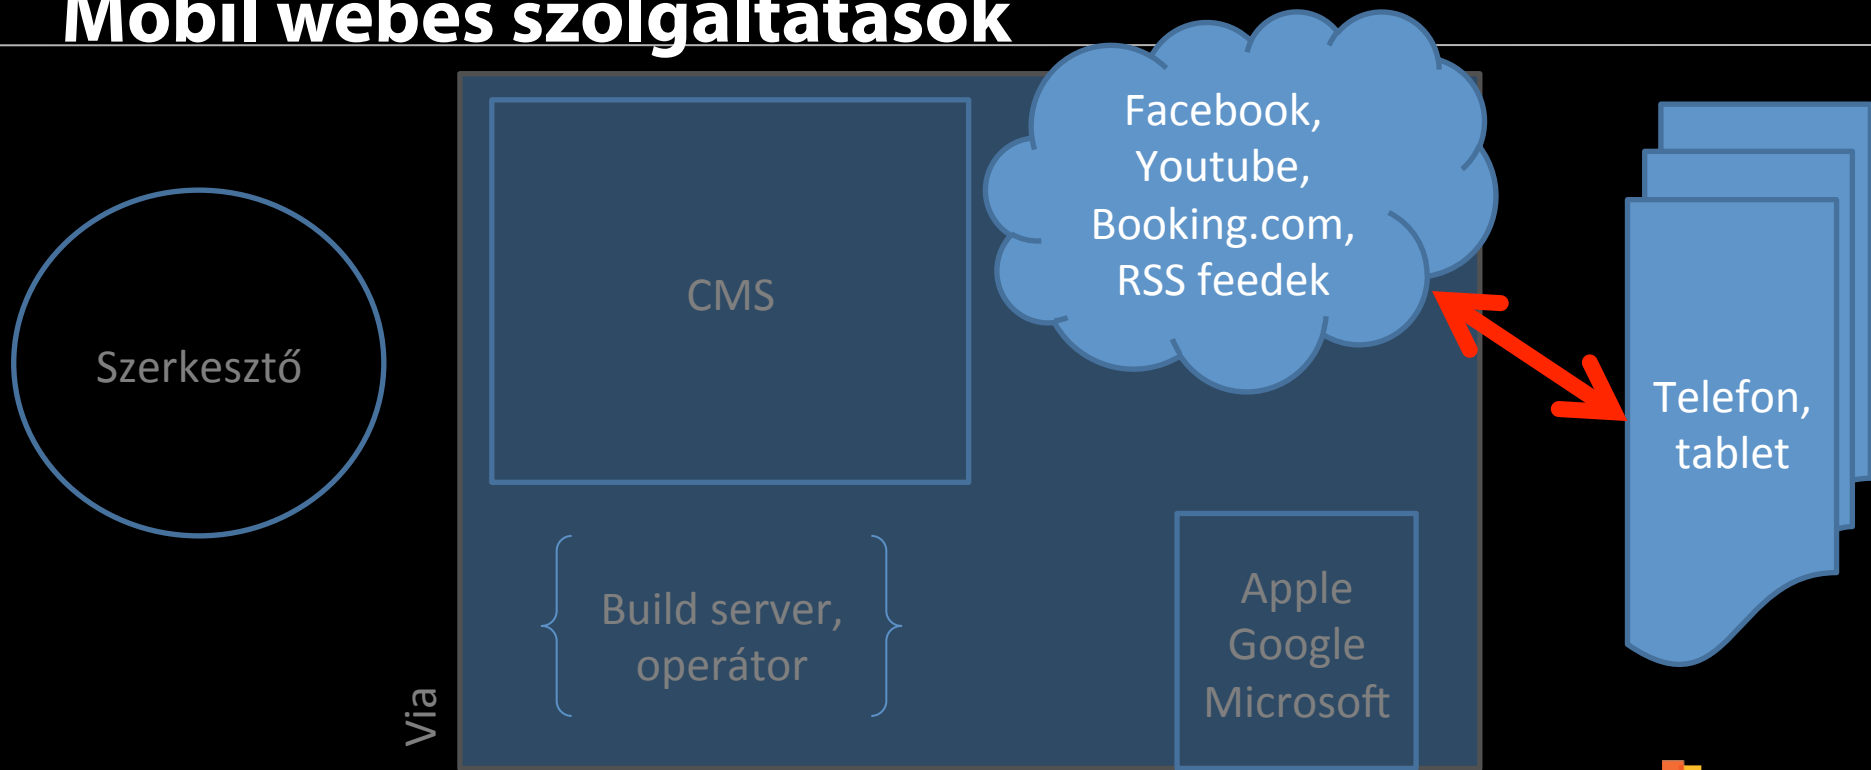 Mobil webes szolgáltatások
Facebook,
Youtube,
Booking.com,
RSS feedek
CMS
Szerkesztő
Telefon,
tablet
Build server,
operátor
Apple
Google
Microsoft
Via